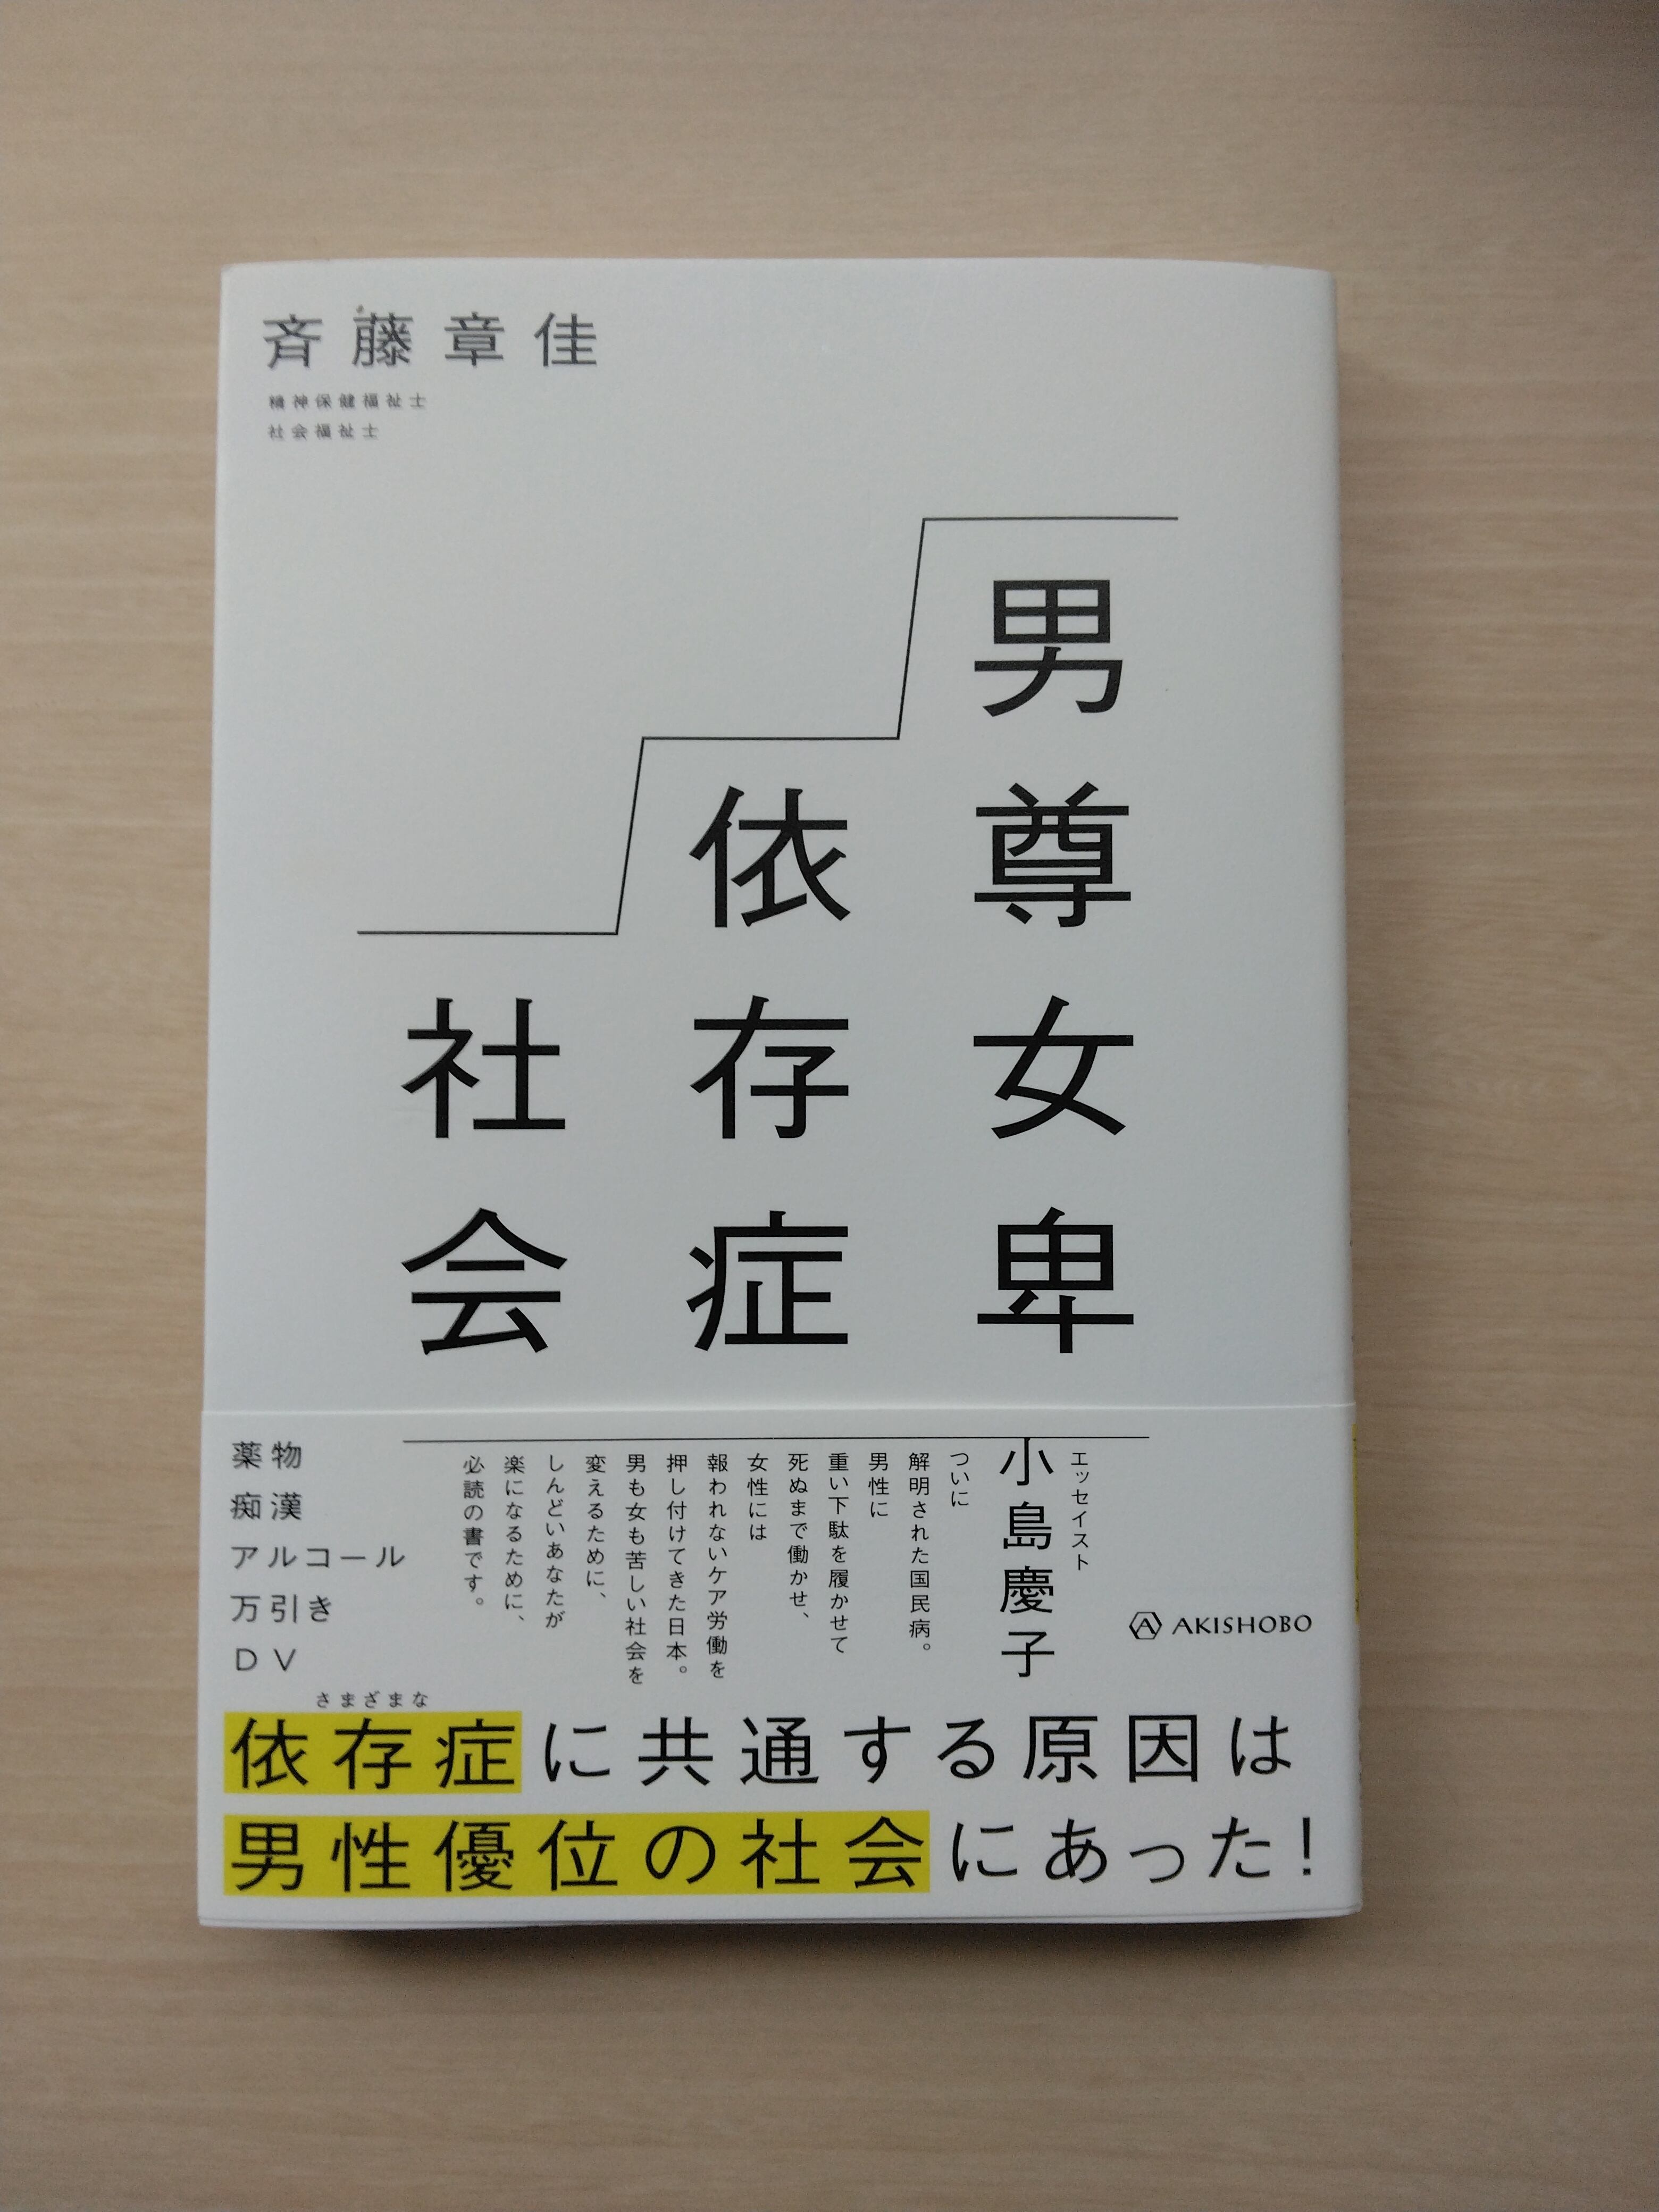 斉藤章佳
精神保健福祉士
社会福祉士
男尊女卑
依存症
社会
エッセイスト
小島慶子
ついに
解明された国民病。
男性に
重い下駄を履かせて
死ぬまで働かせ、
女性には
報われないケア労働を
押し付けてきた日本。
男も女も苦しい社会を
変えるために、
しんどいあなたが
楽になるために、
必読の書です。
薬物
痴漢
アルコール
万引き
DV
AKISHOBO
さまざまな
依存症に共通する原因は
男性優位の社会にあった!